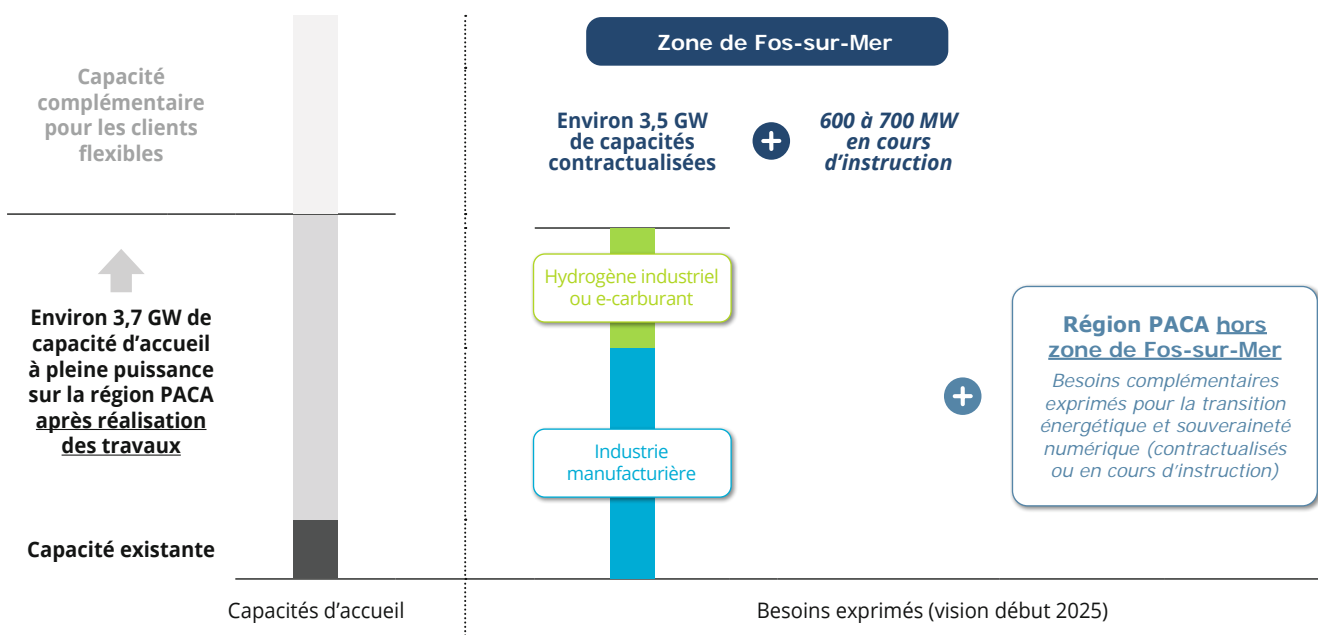 Zone de Fos-sur-Mer
Capacité
complémentaire
pour les clients
flexibles
Environ 3,5 GW
de capacités
contractualisées
+
600 à 700 MW
en cours
d'instruction
Environ 3,7 GW de
capacité d'accueil
à pleine puissance
sur la région PACA
après réalisation
des travaux
Hydrogène industriel
ou e-carburant
Industrie
manufacturière
+
Région PACA hors
zone de Fos-sur-Mer
Besoins complémentaires
exprimés pour la transition
énergétique et souveraineté
numérique (contractualisés
ou en cours d'instruction)
Capacité existante
Capacités d'accueil
Besoins exprimés (vision début 2025)